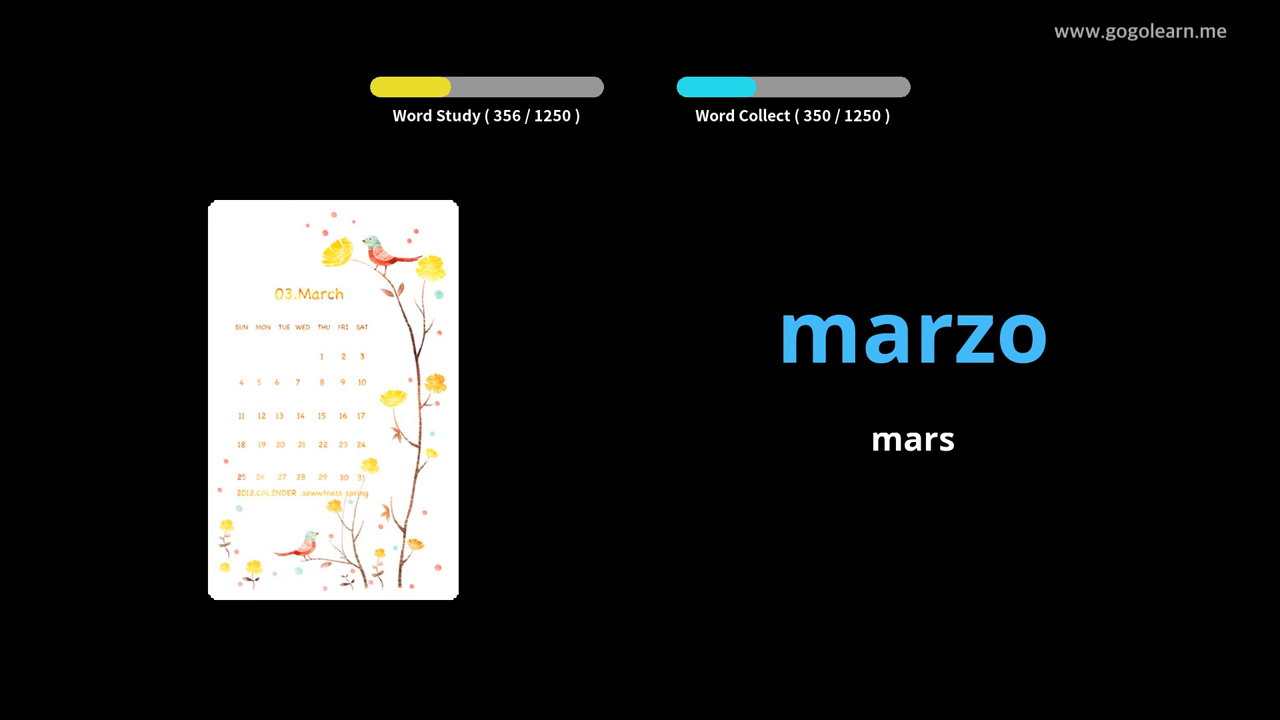 www.gogolearn.me
Word Study ( 356 / 1250 )
Word Collect ( 350 / 1250 )
03.March
SUN MON TUE WED THU FRI SAT
1 2 3
4 5 6 7 8 9 10
11 12 13 14 15 16 17
18 19 20 21 22 23 24
25 26 27 28 29 30 31
2012.CALENDER .sewwtness spring
marzo
mars